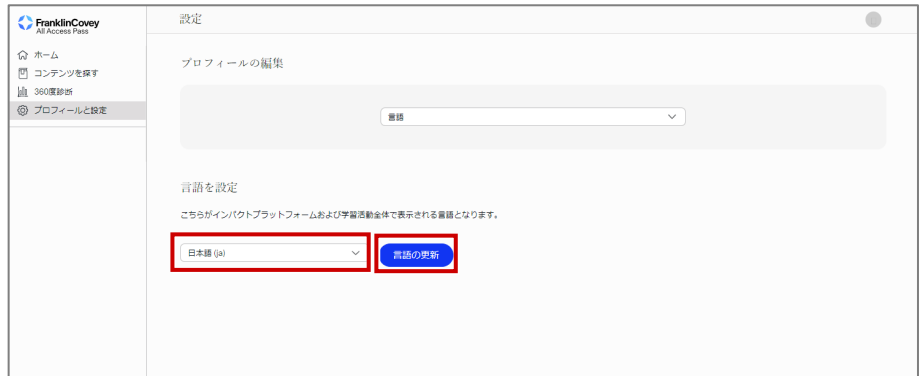 FranklinCovey
All Access Pass
ホーム
コンテンツを探す
360度診断
プロフィールと設定
設定
プロフィールの編集
言語
言語を設定
こちらがインパクトプラットフォームおよび学習活動全体で表示される言語となります。
日本語 (ja)
言語の更新